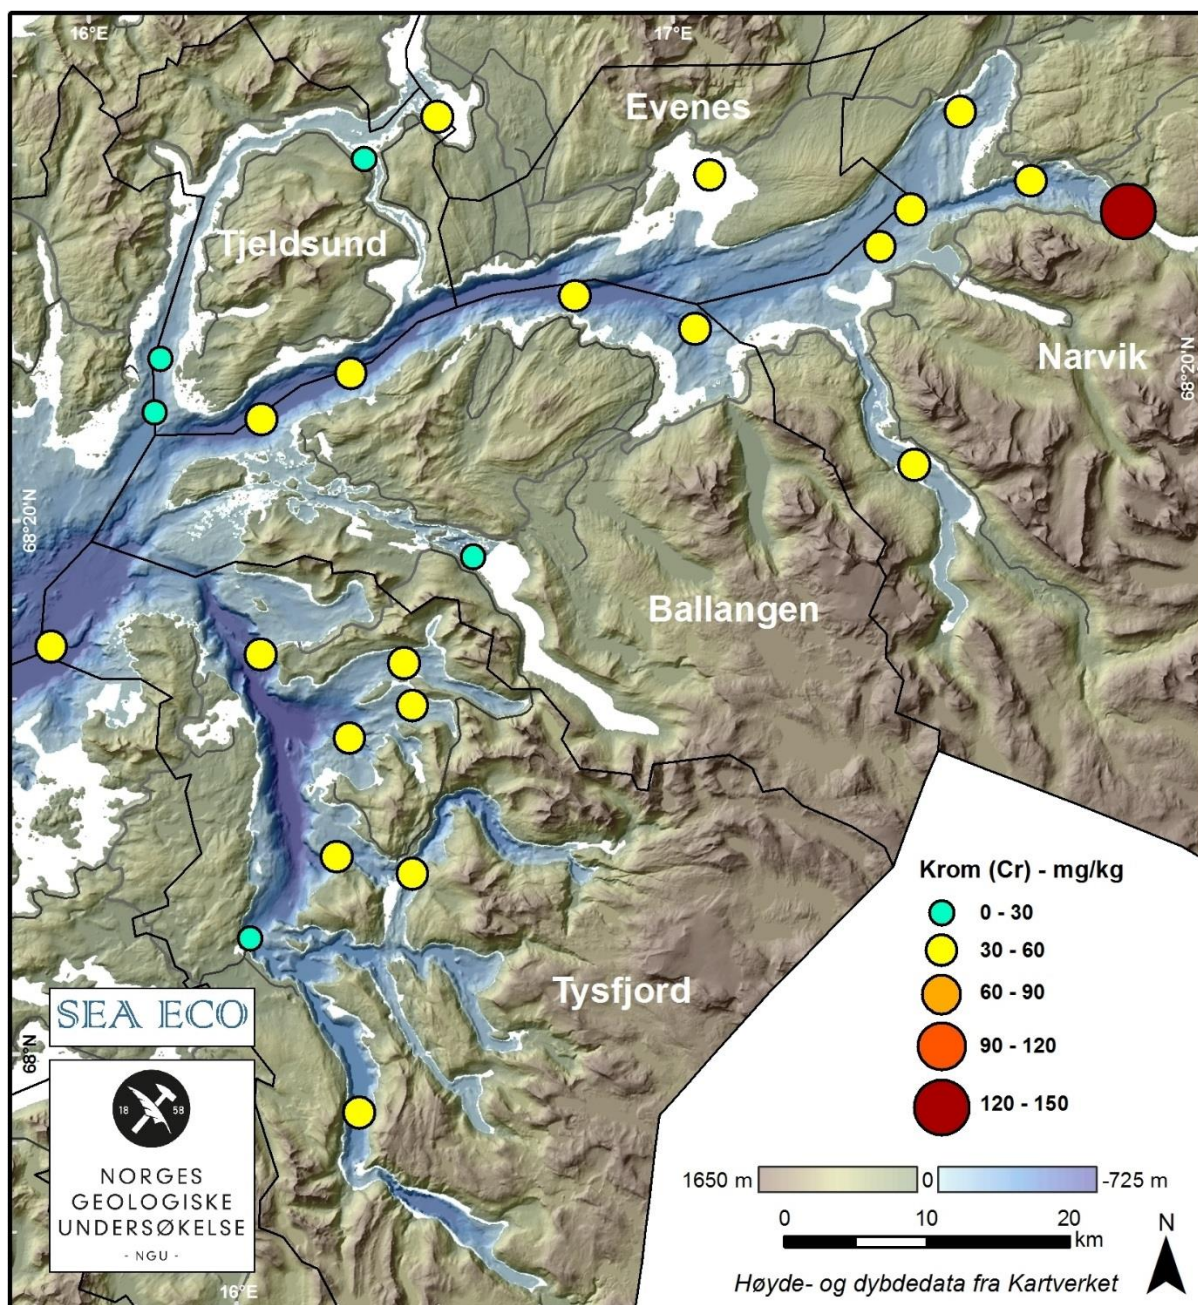 16°E
17°E
Evenes
Tjeldsund
Narvik
68°20'N
68°20'N
Ballangen
Krom (Cr) - mg/kg
0 - 30
30 - 60
60 - 90
90 - 120
120 - 150
Tysfjord
SEA ECO
68°N
18 58
NORGES
GEOLOGISKE
UNDERSØKELSE
- NGU -
1650 m 0 -725 m
0 10 20
km
N
Høyde- og dybdedata fra Kartverket
16°E